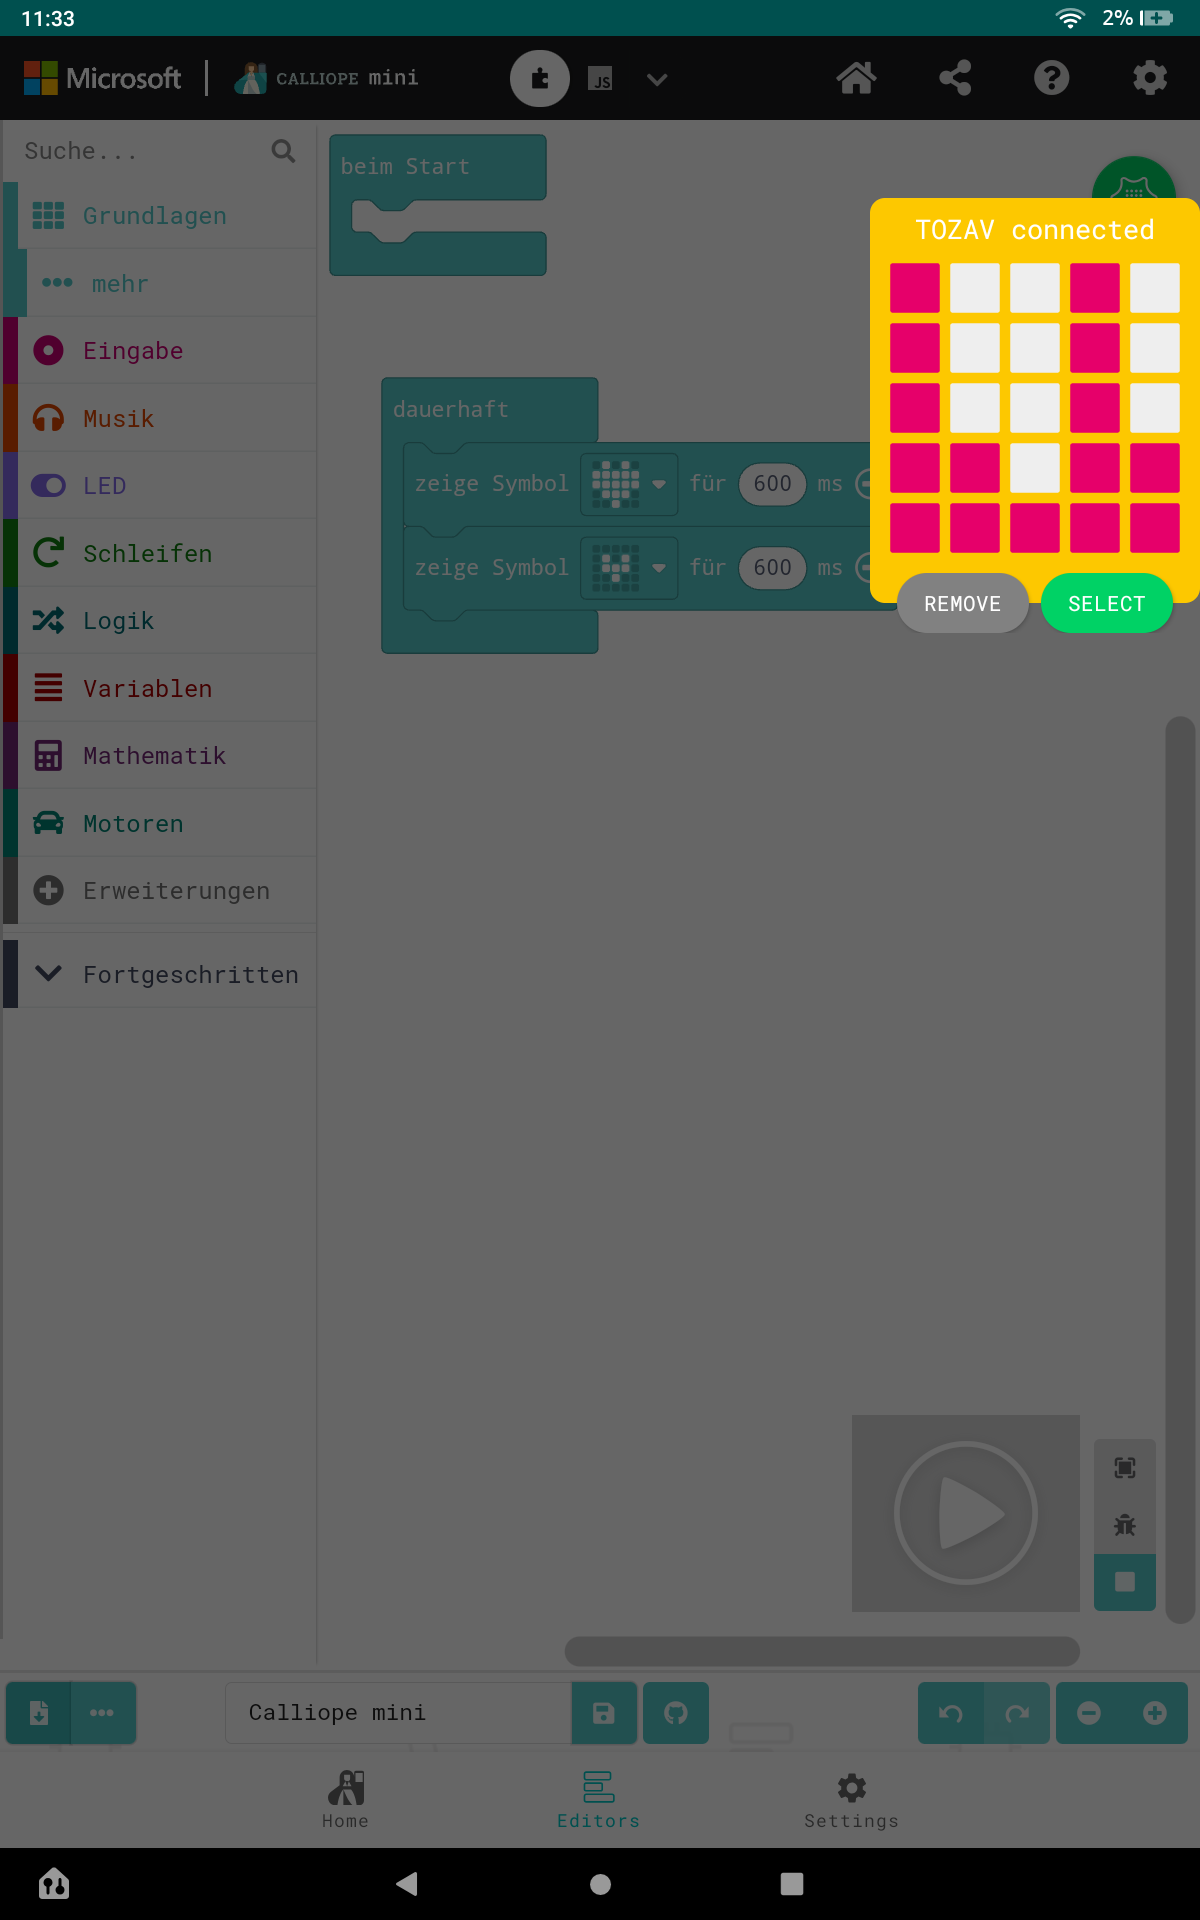 11:33
2%
Microsoft
CALLIOPE mini
JS
Suche...
Grundlagen
mehr
Eingabe
Musik
LED
Schleifen
Logik
Variablen
Mathematik
Motoren
Erweiterungen
Fortgeschritten
beim Start
dauerhaft
zeige Symbol für 600 ms
zeige Symbol für 600 ms
TOZAV connected
REMOVE
SELECT
Calliope mini
Home
Editors
Settings